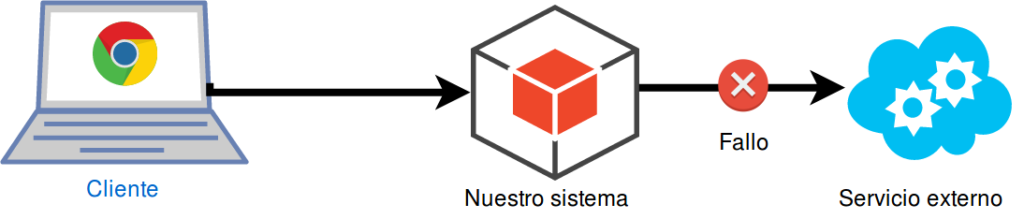 Fallo
Cliente
Nuestro sistema
Servicio externo